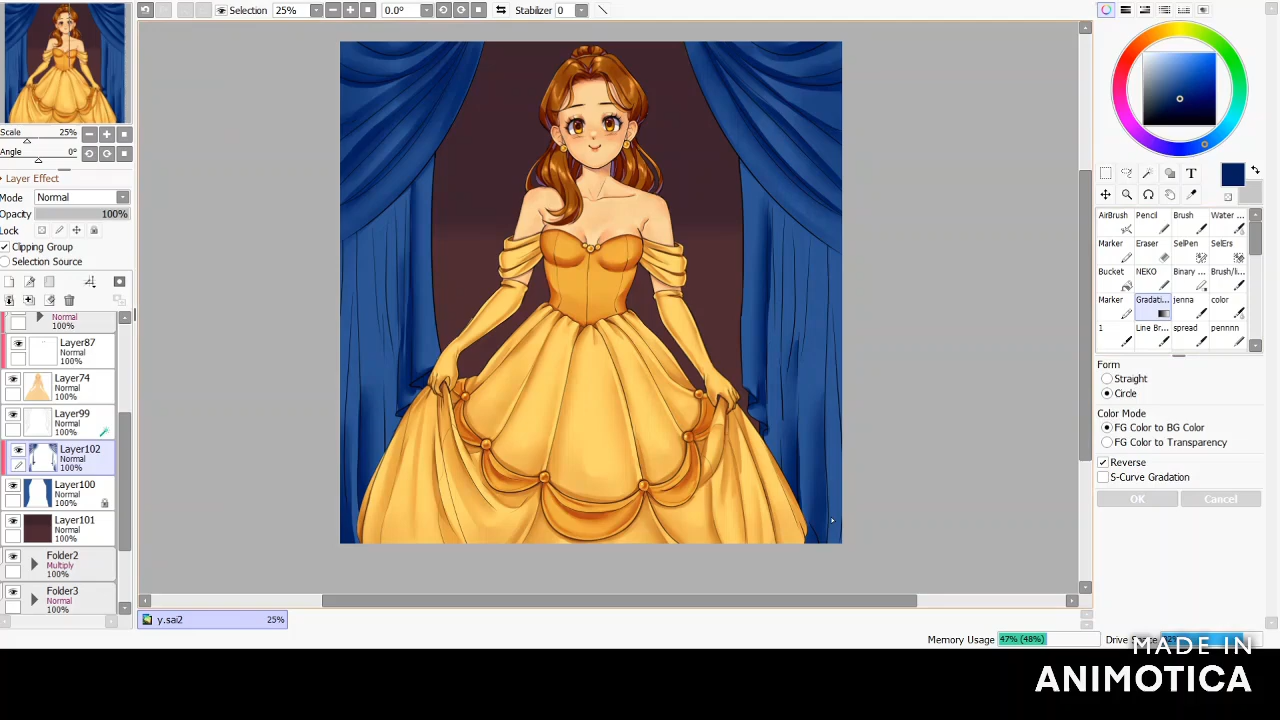 Selection 25% 0.0° Stabilizer 0
Scale 25%
Angle 0°
Layer Effect
Mode Normal
Opacity 100%
Lock
Clipping Group
Selection Source
Normal
100%
Layer87
Normal
100%
Layer74
Normal
100%
Layer99
Normal
100%
Layer102
Normal
100%
Layer100
Normal
100%
Layer101
Normal
100%
Folder2
Multiply
100%
Folder3
Normal
100%
y.sai2 25%
T
AirBrush Pencil Brush Water ...
Marker Eraser SelPen SelErs
Bucket NEKO Binary ... Brush/I...
Marker Gradati... jenna color
1 Line Br... spread pennnn
Form
Straight
Circle
Color Mode
FG Color to BG Color
FG Color to Transparency
Reverse
S-Curve Gradation
OK Cancel
Memory Usage 47% (48%) Drive
MADE IN
ANIMOTICA